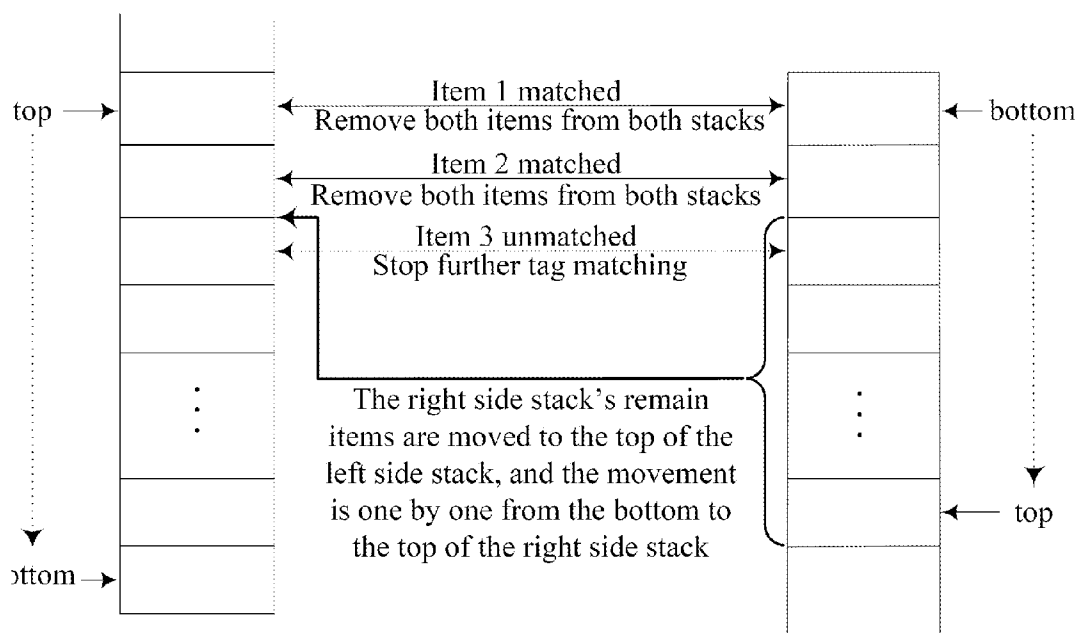 Item 1 matched
top
bottom
Remove both items from both stacks
Item 2 matched
Remove both items from both stacks
Item 3 unmatched
Stop further tag matching
The right side stack's remain
items are moved to the top of the
left side stack, and the movement
is one by one from the bottom to
the top of the right side stack
top
ottom